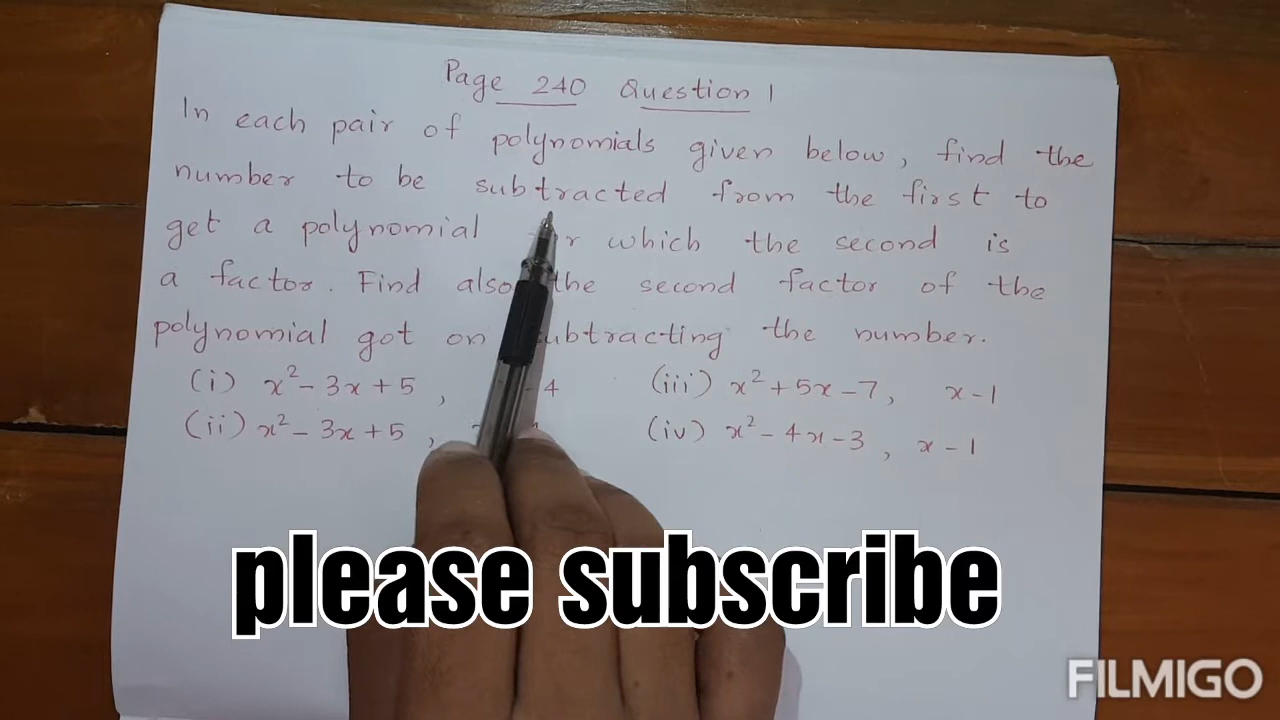 Page 240 Question 1
In each pair of polynomials given below, find the
number to be subtracted from the first to
get a polynomial which the second is
a factor. Find also the second factor of the
polynomial got on subtracting the number.
(i) x² - 3x + 5 , - 4 (iii) x² + 5x - 7, x - 1
(ii) x² - 3x + 5 , (iv) x² - 4x - 3 , x - 1
please subscribe
FILMIGO